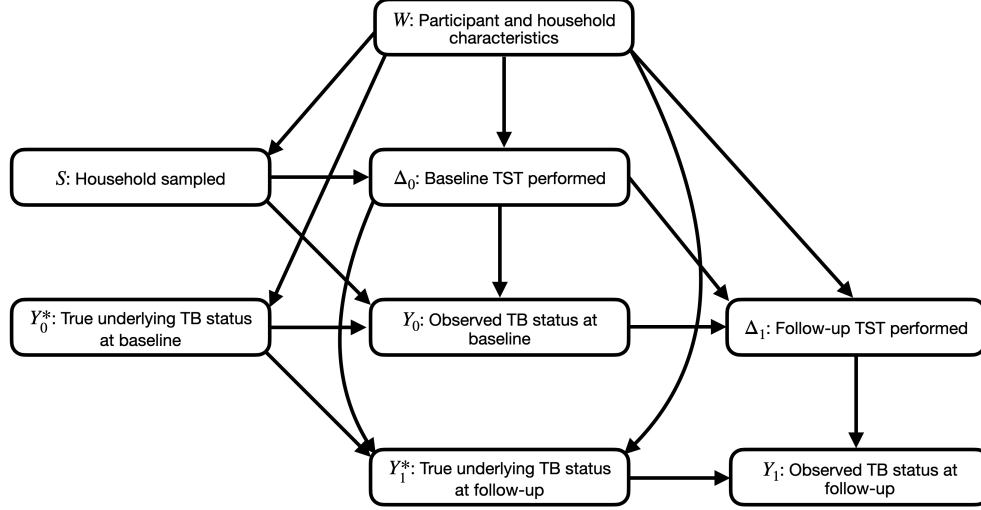 W: Participant and household
characteristics
S: Household sampled
Δ₀: Baseline TST performed
Y₀*: True underlying TB status
at baseline
Y₀: Observed TB status at
baseline
Δ₁: Follow-up TST performed
Y₁*: True underlying TB status
at follow-up
Y₁: Observed TB status at
follow-up